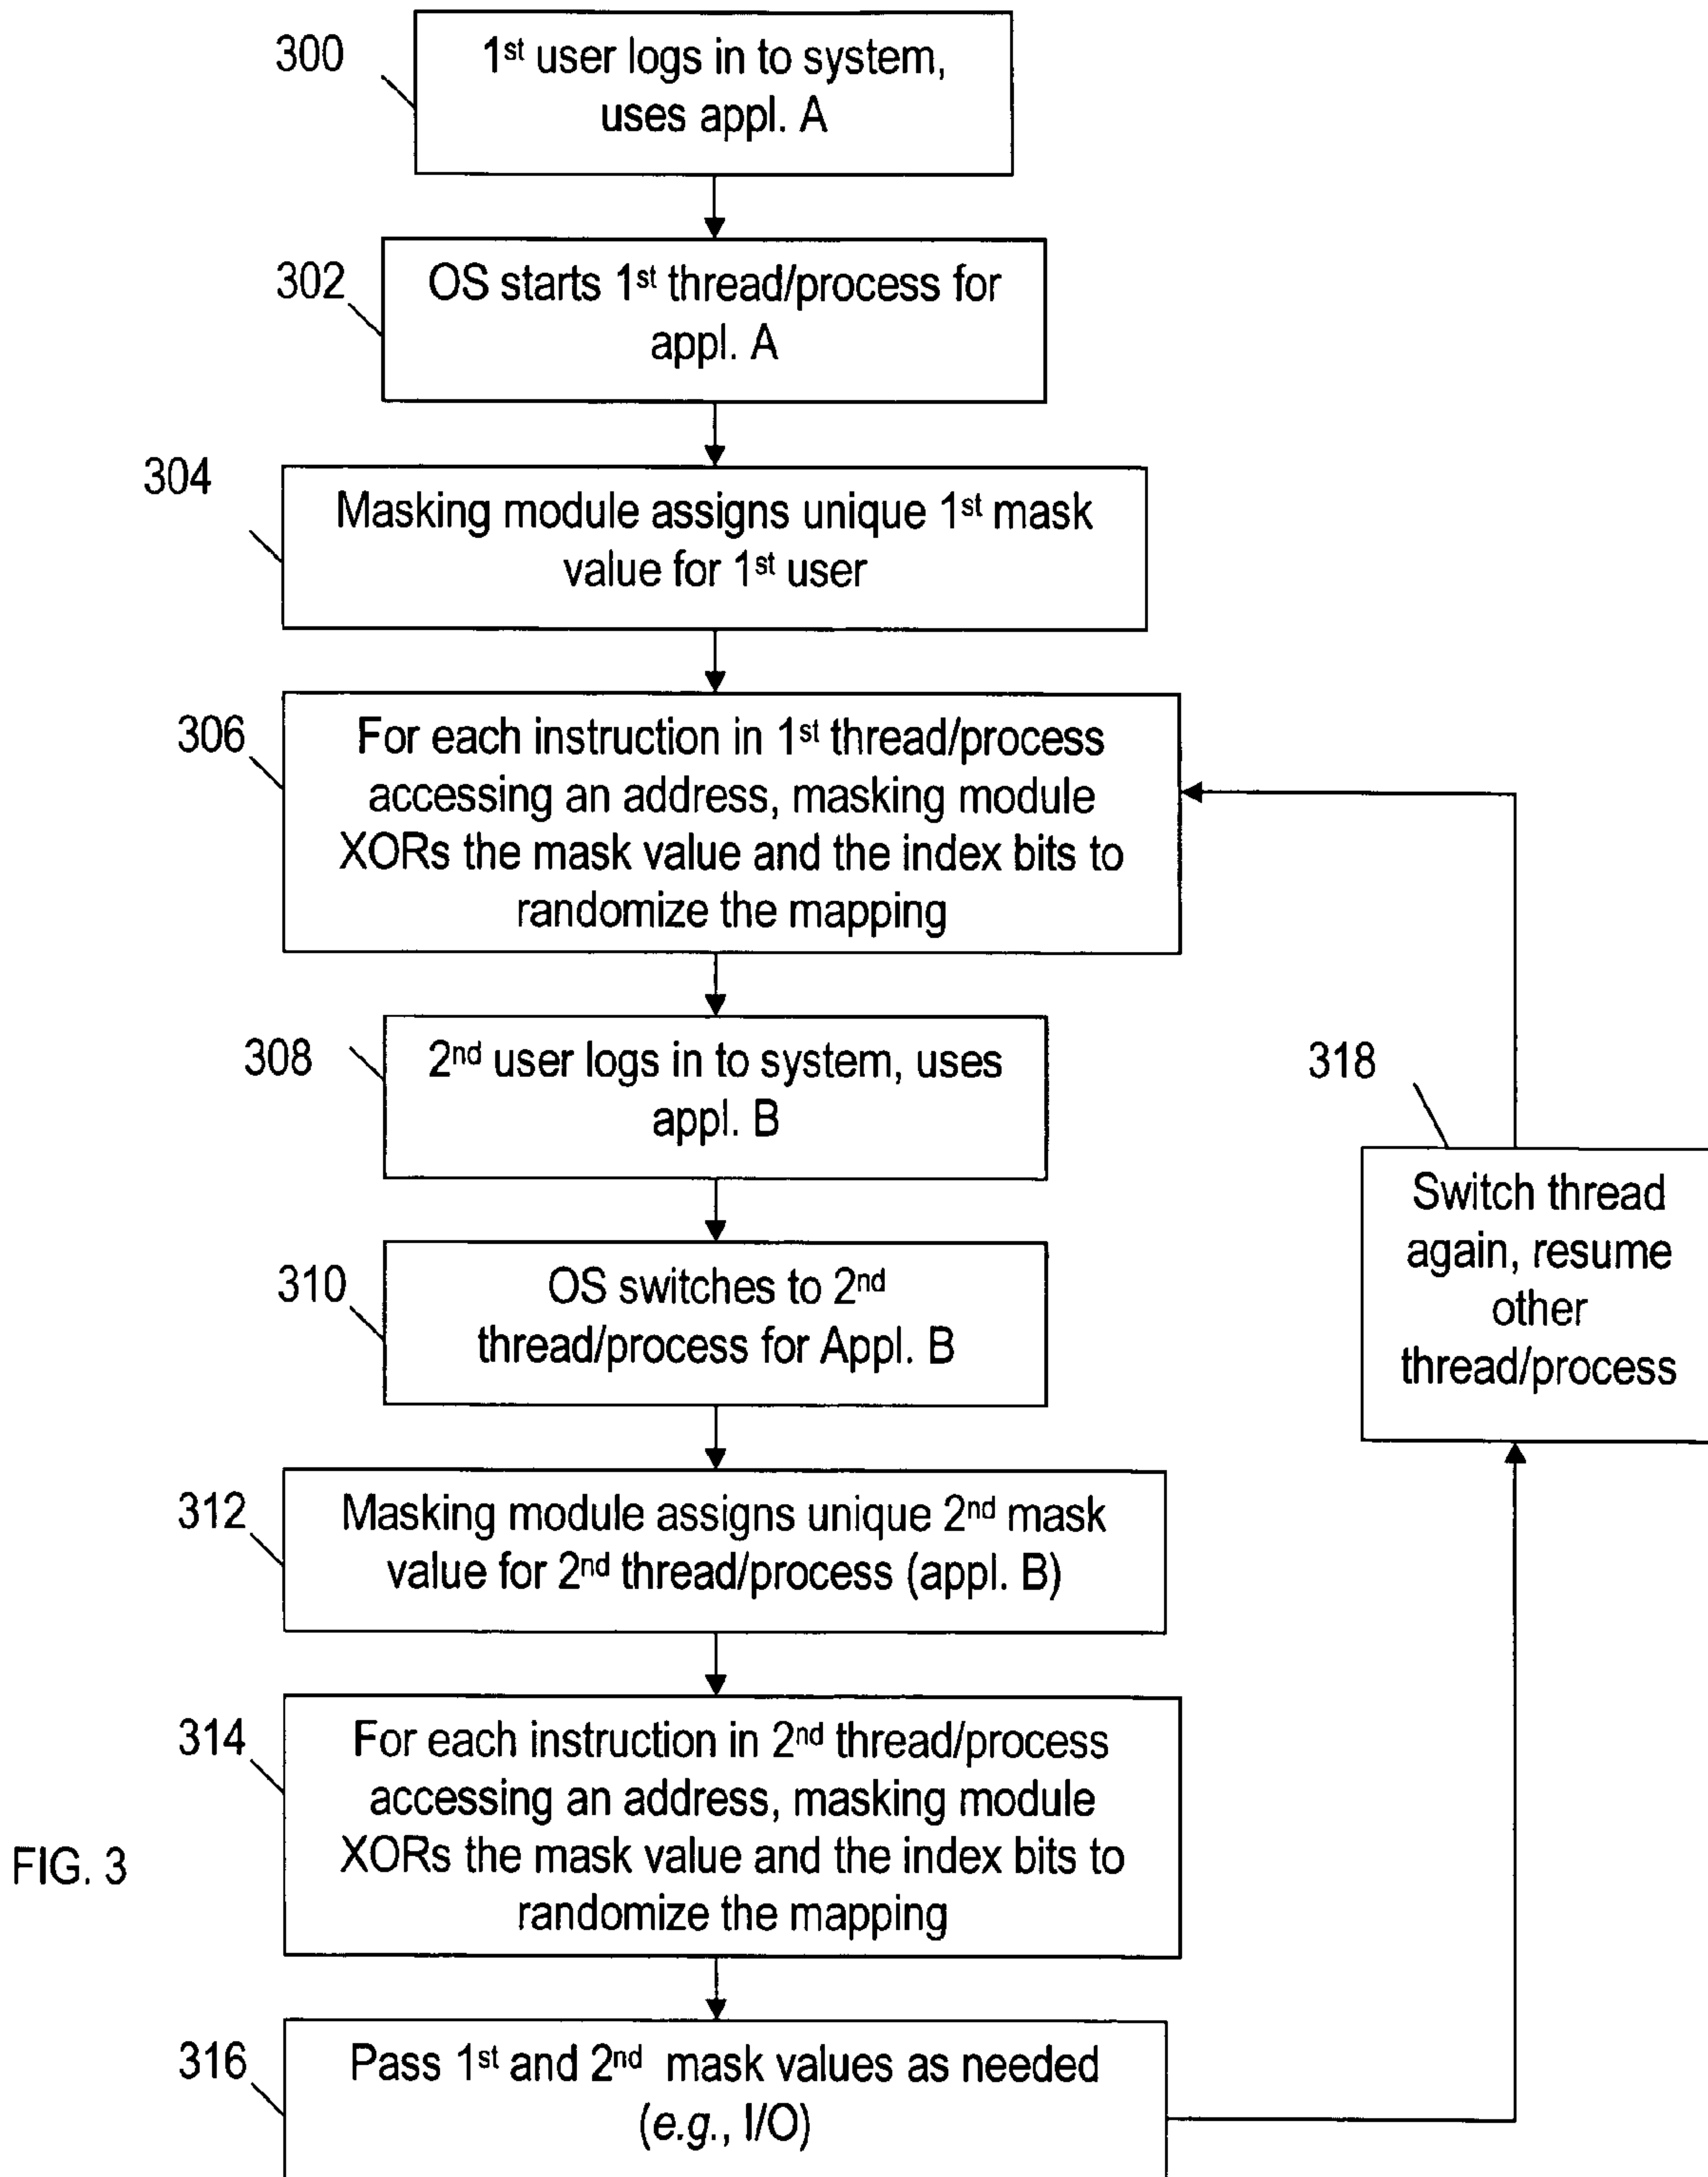 300
1st user logs in to system,
uses appl. A
302
OS starts 1st thread/process for
appl. A
304
Masking module assigns unique 1st mask
value for 1st user
306
For each instruction in 1st thread/process
accessing an address, masking module
XORs the mask value and the index bits to
randomize the mapping
308
2nd user logs in to system, uses
appl. B
310
OS switches to 2nd
thread/process for Appl. B
312
Masking module assigns unique 2nd mask
value for 2nd thread/process (appl. B)
314
For each instruction in 2nd thread/process
accessing an address, masking module
XORs the mask value and the index bits to
randomize the mapping
316
Pass 1st and 2nd mask values as needed
(e.g., I/O)
318
Switch thread
again, resume
other
thread/process
FIG. 3